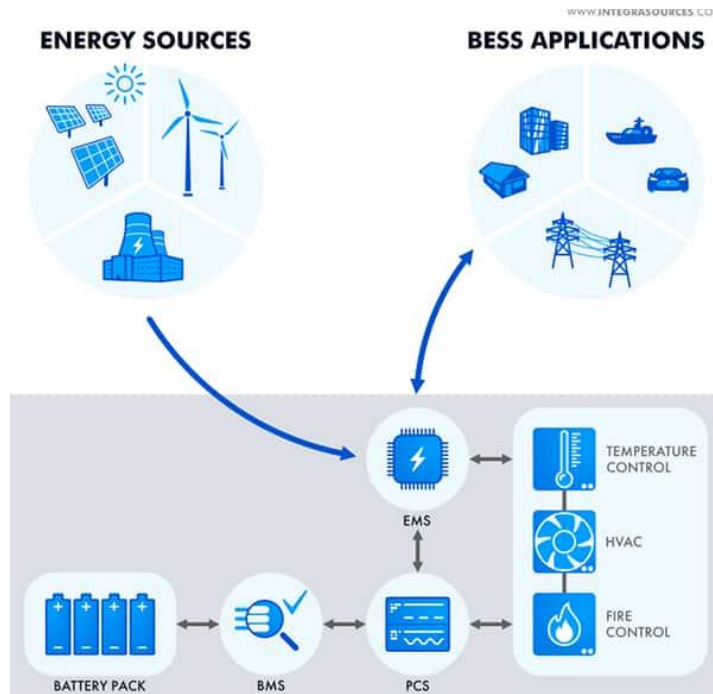 WWW.INTEGRASOURCES.CO
ENERGY SOURCES
BESS APPLICATIONS
EMS
TEMPERATURE
CONTROL
HVAC
FIRE
CONTROL
BATTERY PACK
BMS
PCS